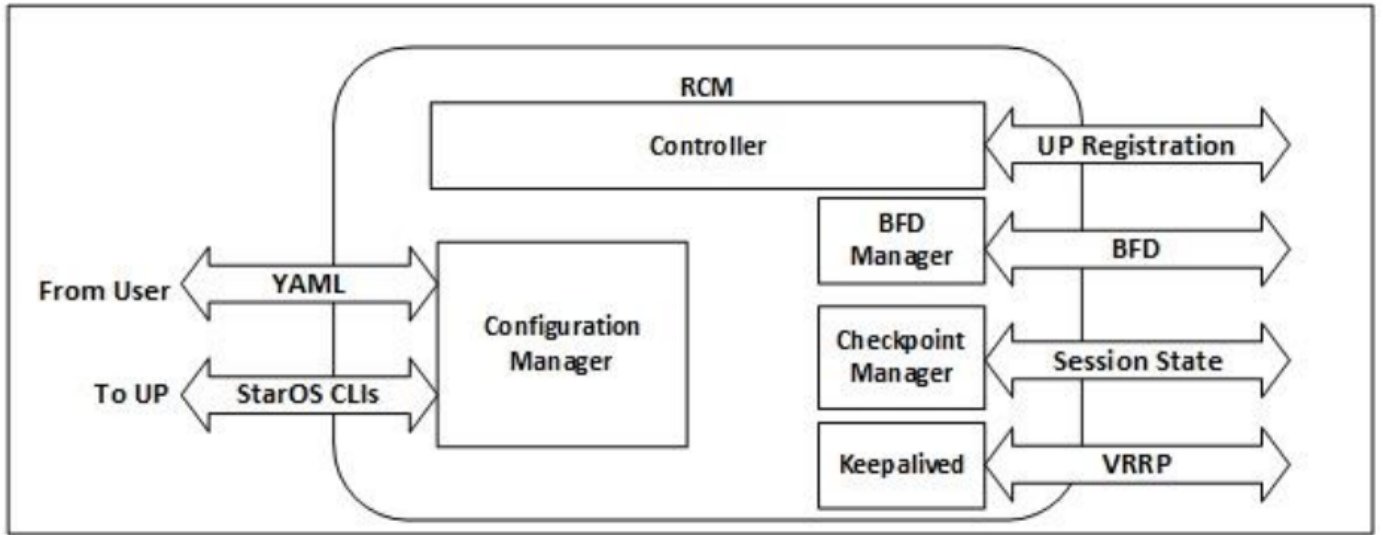 RCM
Controller
UP Registration
BFD
Manager
BFD
From User
YAML
Configuration
Manager
Checkpoint
Manager
Session State
To UP
StarOS CLIs
Keepalived
VRRP